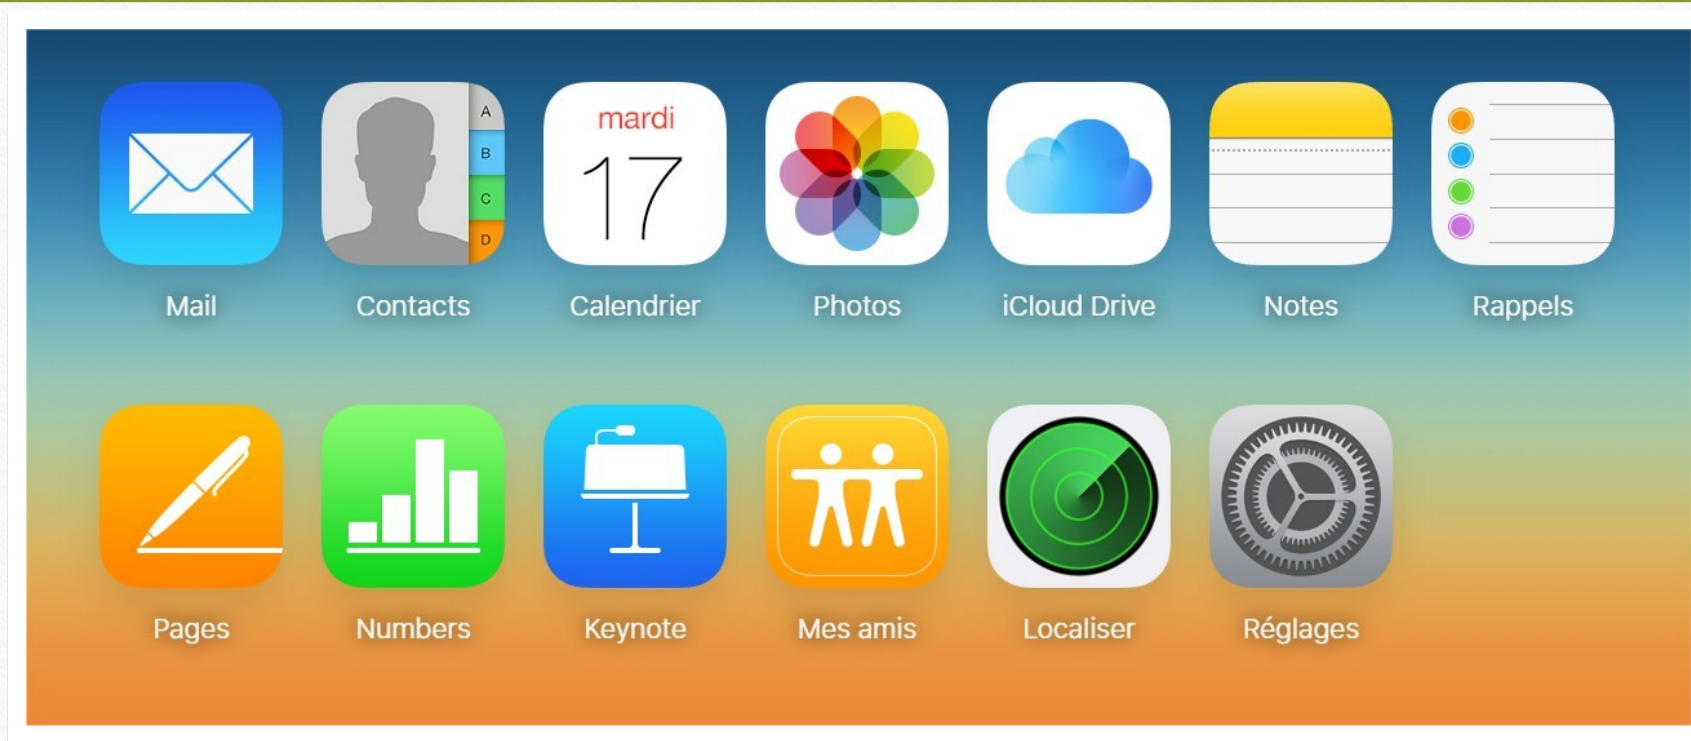 A
B
C
D
mardi
17
Mail
Contacts
Calendrier
Photos
iCloud Drive
Notes
Rappels
Pages
Numbers
Keynote
Mes amis
Localiser
Réglages